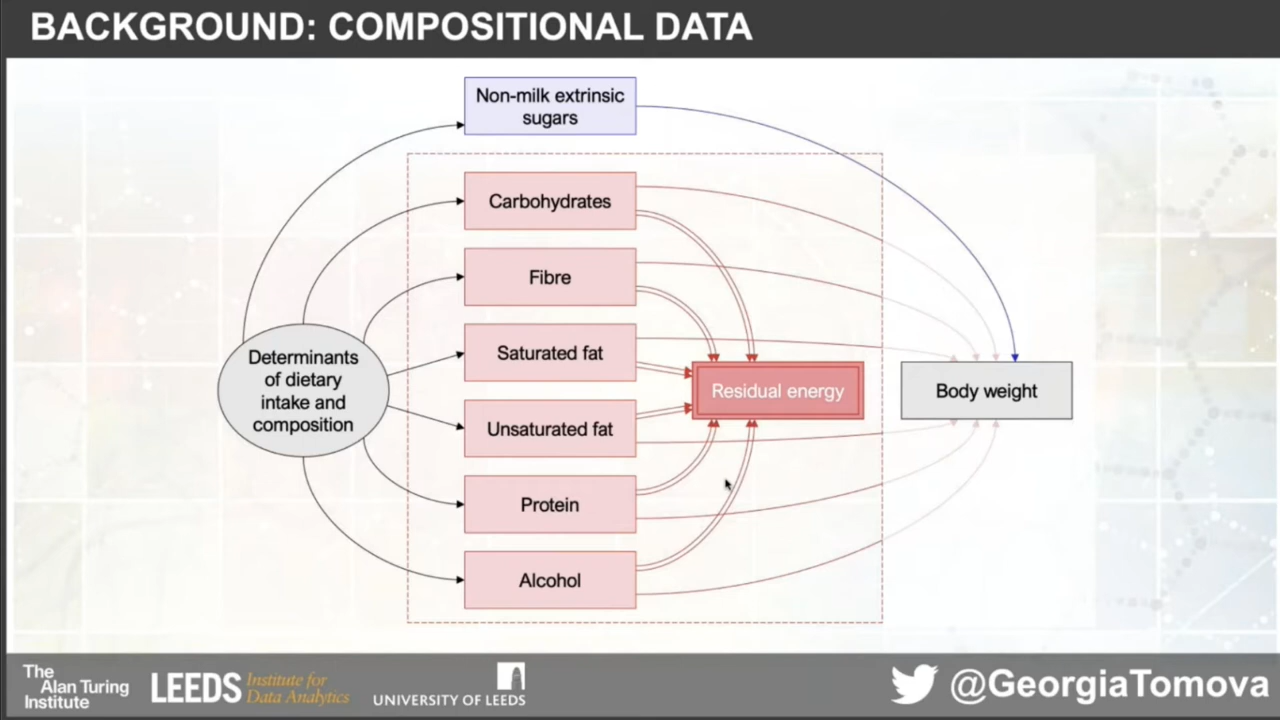 BACKGROUND: COMPOSITIONAL DATA
Non-milk extrinsic
sugars
Carbohydrates
Fibre
Saturated fat
Determinants
of dietary
intake and
composition
Residual energy
Body weight
Unsaturated fat
Protein
Alcohol
The
Alan Turing
Institute
LEEDS
Institute for
Data Analytics
UNIVERSITY OF LEEDS
@GeorgiaTomova